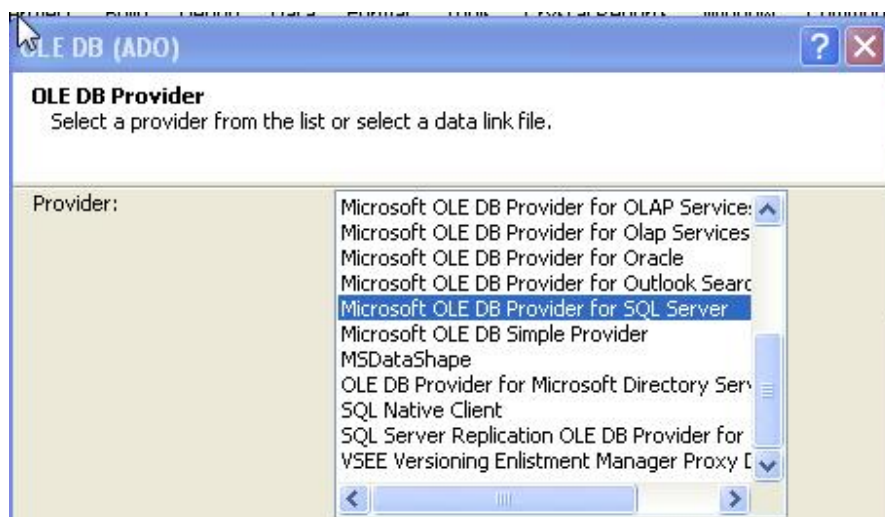 OLE DB (ADO)
OLE DB Provider
Select a provider from the list or select a data link file.
Provider:
Microsoft OLE DB Provider for OLAP Services
Microsoft OLE DB Provider for Olap Services
Microsoft OLE DB Provider for Oracle
Microsoft OLE DB Provider for Outlook Searc
Microsoft OLE DB Provider for SQL Server
Microsoft OLE DB Simple Provider
MSDataShape
OLE DB Provider for Microsoft Directory Serv
SQL Native Client
SQL Server Replication OLE DB Provider for
VSEE Versioning Enlistment Manager Proxy D